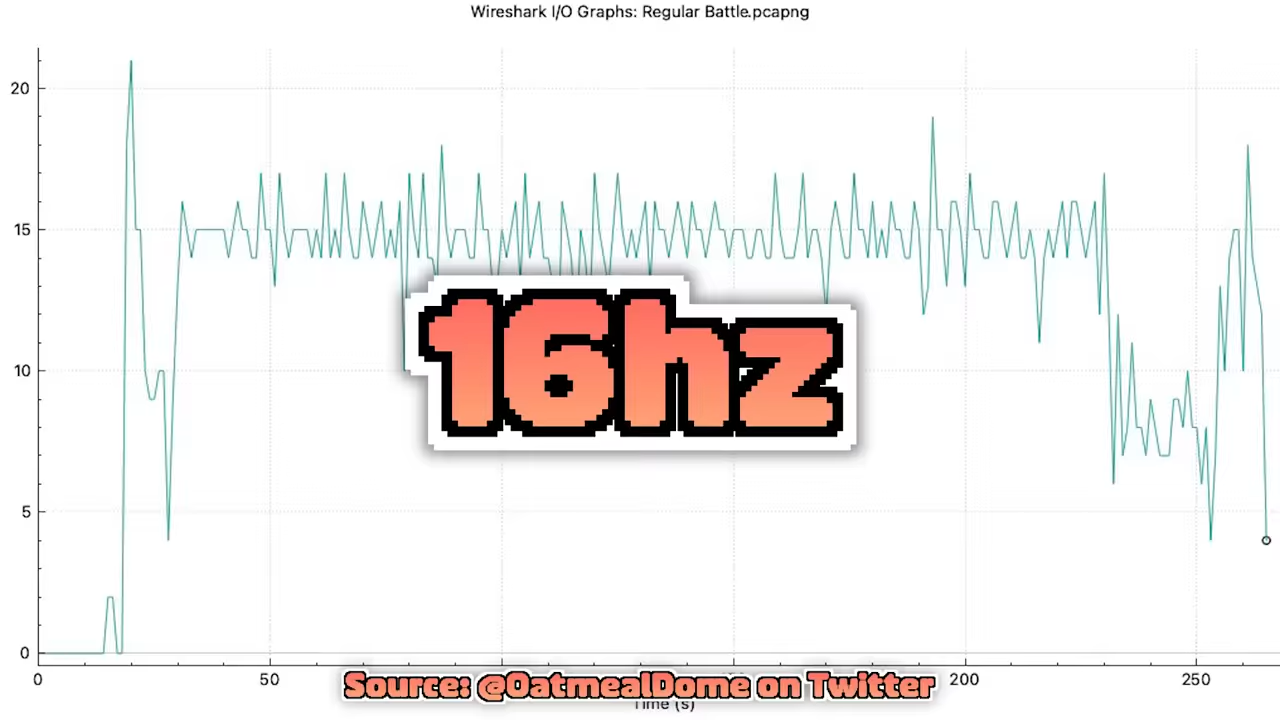 Wireshark I/O Graphs: Regular Battle.pcapng
20
15
10
5
0
16hz
0
50
200
250
Source: @OatmealDome on Twitter
Time (s)